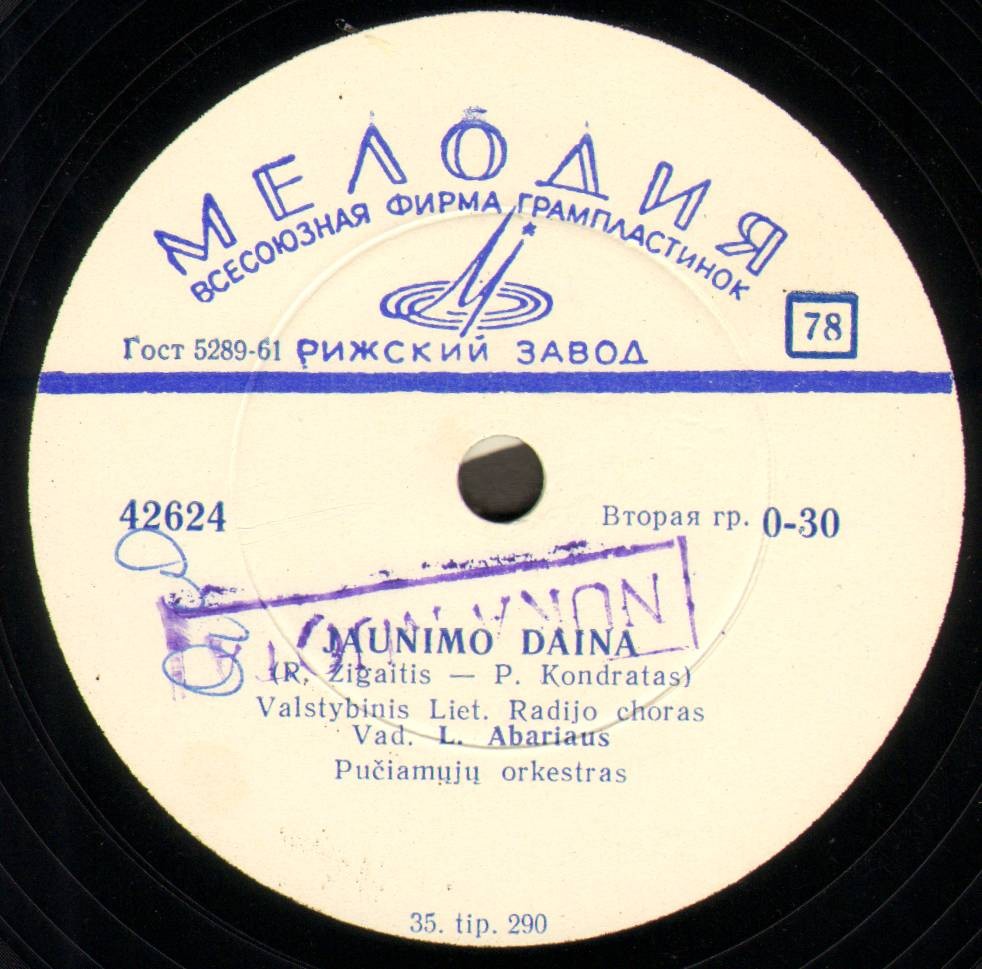 МЕЛОДИЯ
ВСЕСОЮЗНАЯ ФИРМА ГРАМПЛАСТИНОК
78
Гост 5289-61 РИЖСКИЙ ЗАВОД
42624
Вторая гр. 0-30
JAUNIMO DAINA
(R. Žigaitis — P. Kondratas)
Valstybinis Liet. Radijo choras
Vad. L. Abariaus
Pučiamųjų orkestras
35. tip. 290